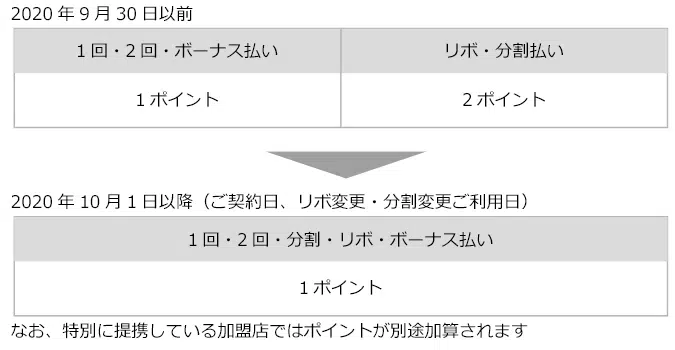 2020 年 9 月 30 日以前
1 回・2 回・ボーナス払い
リボ・分割払い
1 ポイント
2 ポイント
2020 年 10 月 1 日以降（ご契約日、リボ変更・分割変更ご利用日）
1 回・2 回・分割・リボ・ボーナス払い
1 ポイント
なお、特別に提携している加盟店ではポイントが別途加算されます